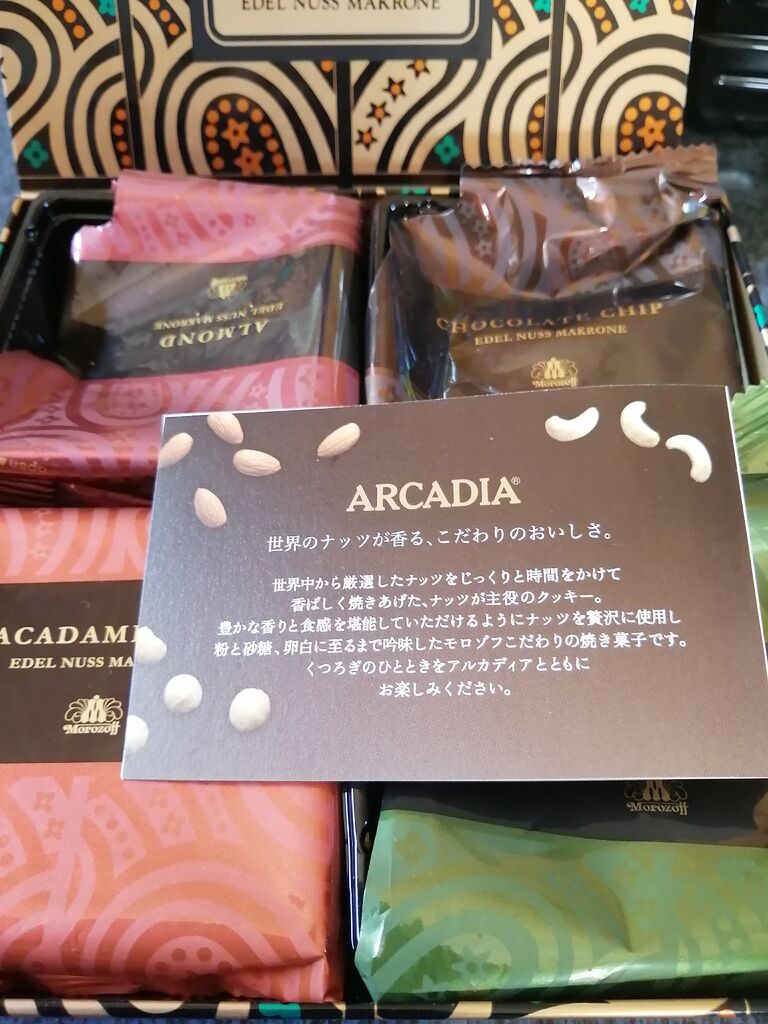 EDEL NUSS MAKRONE
ALMOND
EDEL NUSS MAKRONE
CHOCOLATE CHIP
EDEL NUSS MAKRONE
Morozoff
ARCADIA®
世界のナッツが香る、こだわりのおいしさ。
世界中から厳選したナッツをじっくりと時間をかけて
香ばしく焼きあげた、ナッツが主役のクッキー。
豊かな香りと食感を堪能していただけるようにナッツを贅沢に使用し
粉と砂糖、卵白に至るまで吟味したモロゾフこだわりの焼き菓子です。
くつろぎのひとときをアルカディアとともに
お楽しみください。
ACADAMI
EDEL NUSS MA
Morozoff
Morozoff